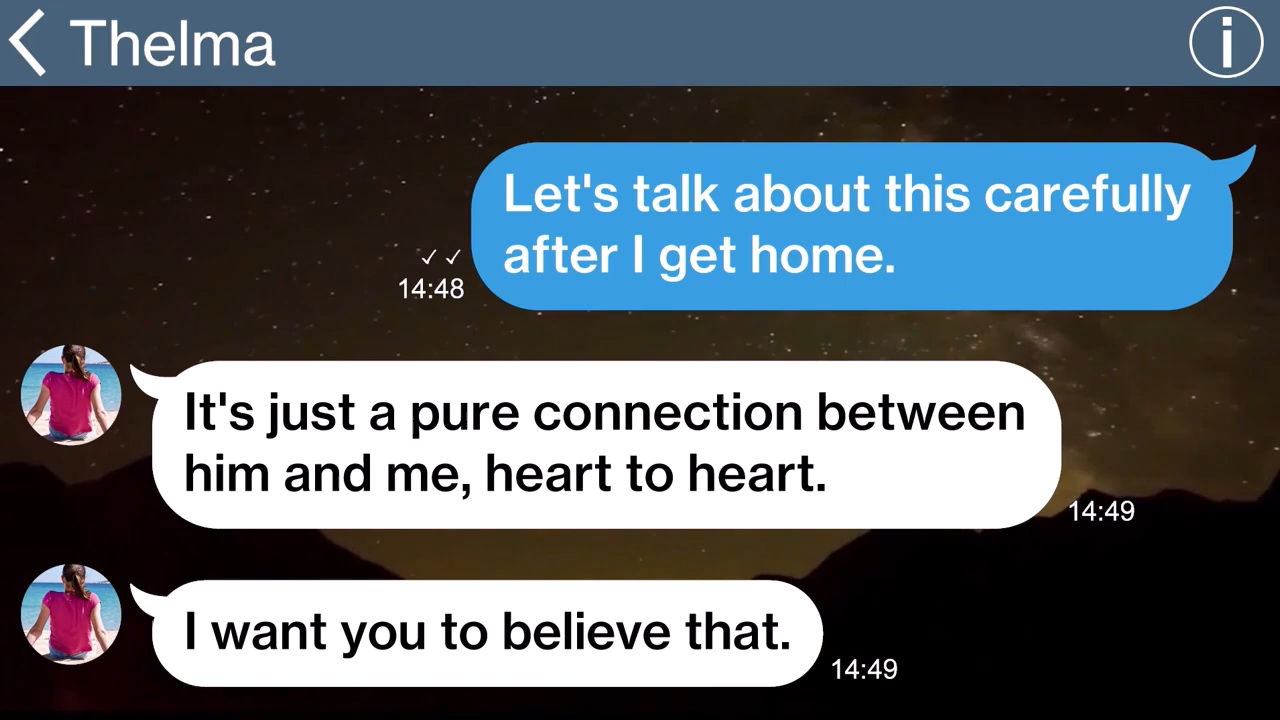 Thelma
Let's talk about this carefully
after I get home.
✓✓
14:48
It's just a pure connection between
him and me, heart to heart.
14:49
I want you to believe that.
14:49